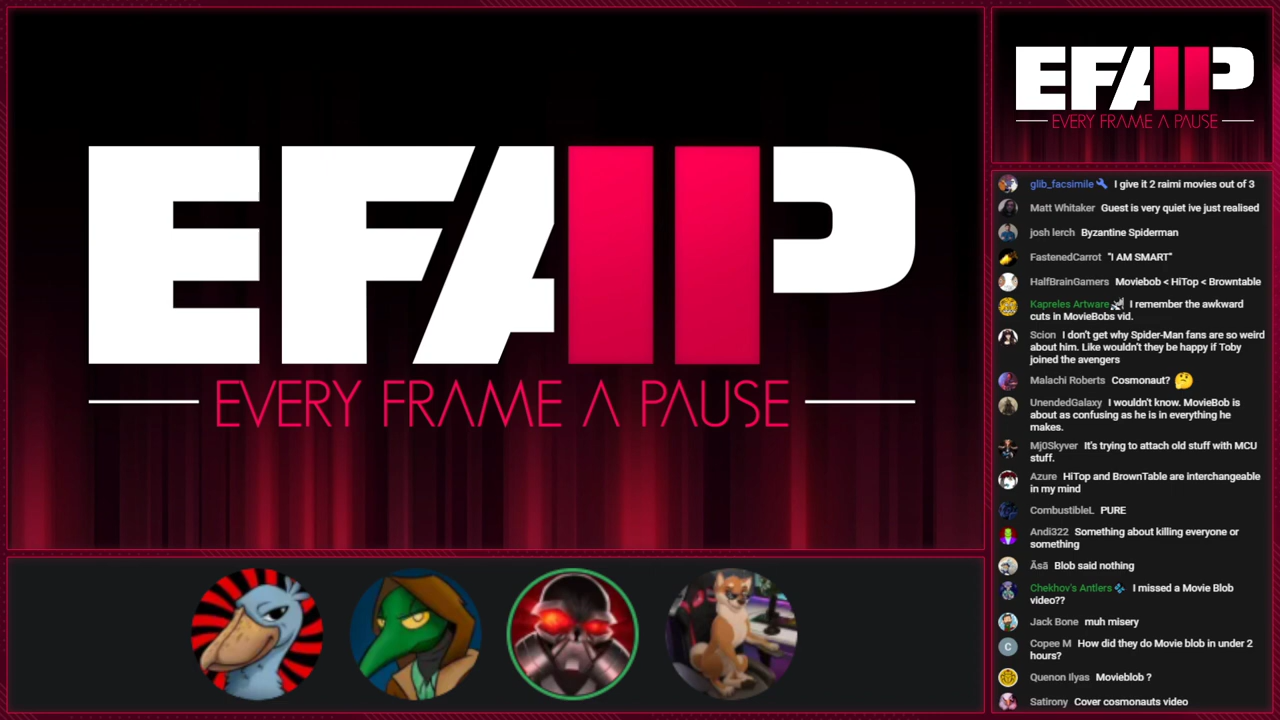 EFAP
EVERY FRAME A PAUSE
EFAP
EVERY FRAME A PAUSE
glib_facsimile I give it 2 raimi movies out of 3
Matt Whitaker Guest is very quiet ive just realised
josh lerch Byzantine Spiderman
FastenedCarrot "I AM SMART"
HalfBrainGamers Moviebob < HiTop < Browntable
Kapreles Artware I remember the awkward
cuts in MovieBobs vid.
Scion I don't get why Spider-Man fans are so weird
about him. Like wouldn't they be happy if Toby
joined the avengers
Malachi Roberts Cosmonaut? 🤔
UnendedGalaxy I wouldn't know. MovieBob is
about as confusing as he is in everything he
makes.
Mj0Skyver It's trying to attach old stuff with MCU
stuff.
Azure HiTop and BrownTable are interchangeable
in my mind
CombustibleL PURE
Andi322 Something about killing everyone or
something
Āsä Blob said nothing
Chekhov's Antlers I missed a Movie Blob
video??
Jack Bone muh misery
C Copee M How did they do Movie blob in under 2
hours?
Quenon Ilyas Movieblob ?
Satirony Cover cosmonauts video